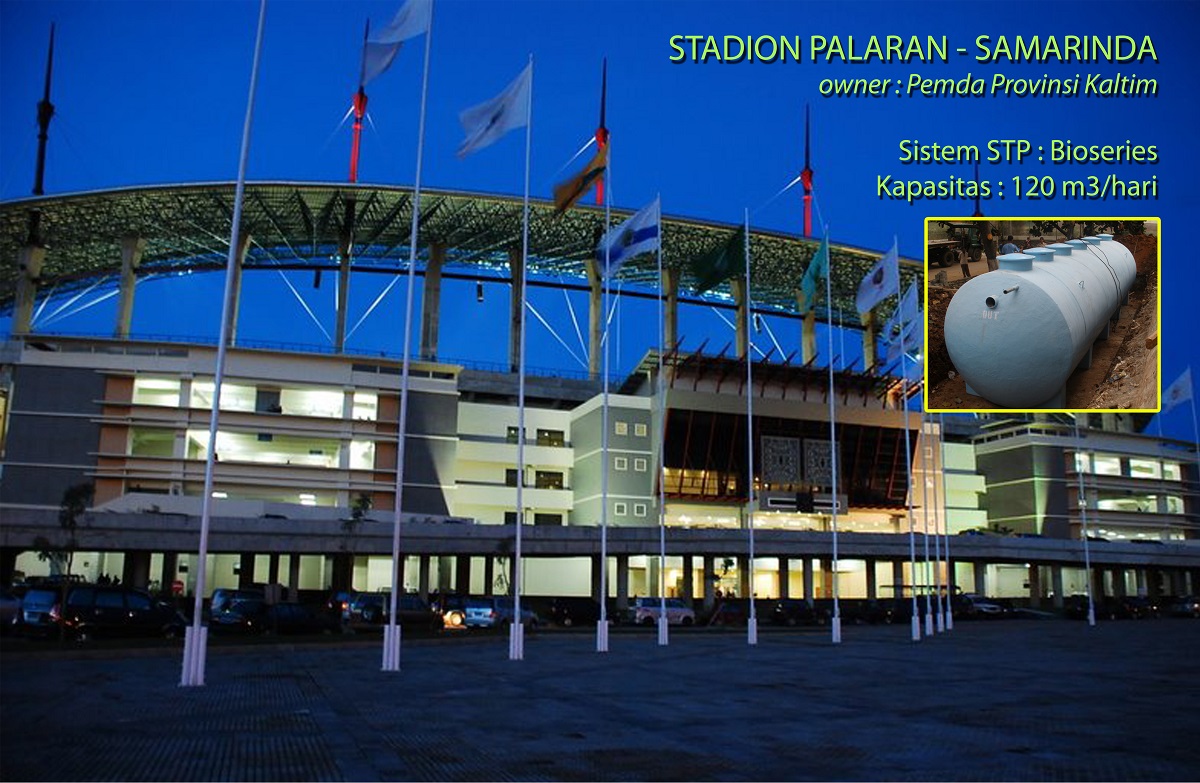 STADION PALARAN - SAMARINDA
owner : Pemda Provinsi Kaltim
Sistem STP : Bioseries
Kapasitas : 120 m3/hari
OUT